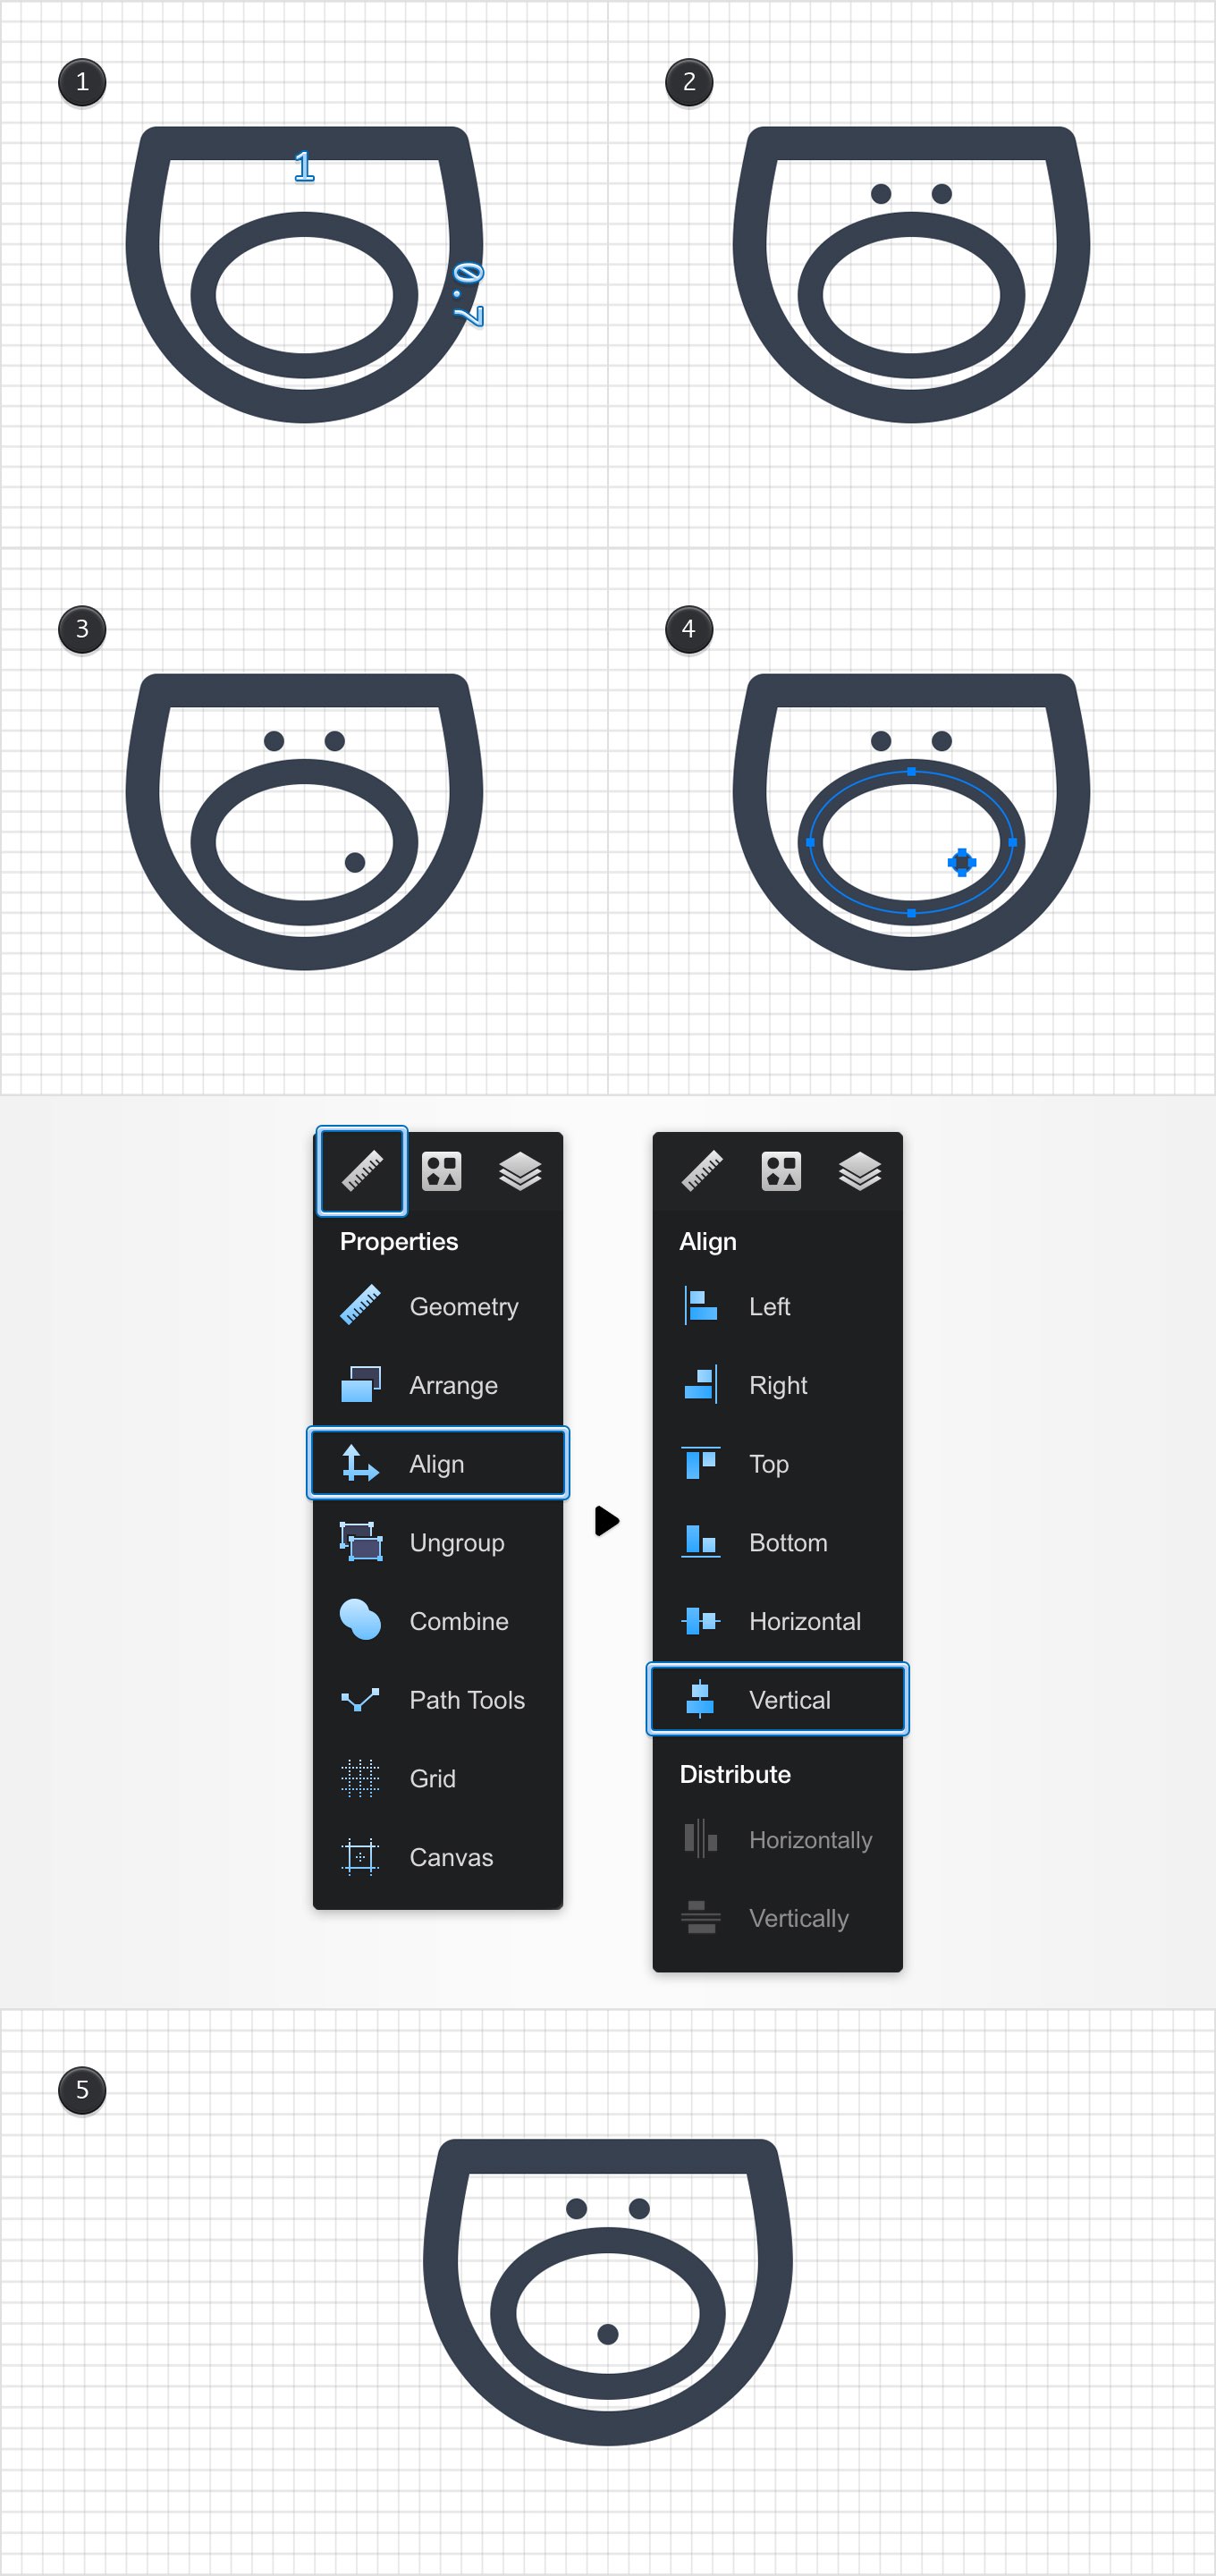 1
2
1
0.7
3
4
Properties
Geometry
Arrange
Align
Ungroup
Combine
Path Tools
Grid
Canvas
Align
Left
Right
Top
Bottom
Horizontal
Vertical
Distribute
Horizontally
Vertically
5